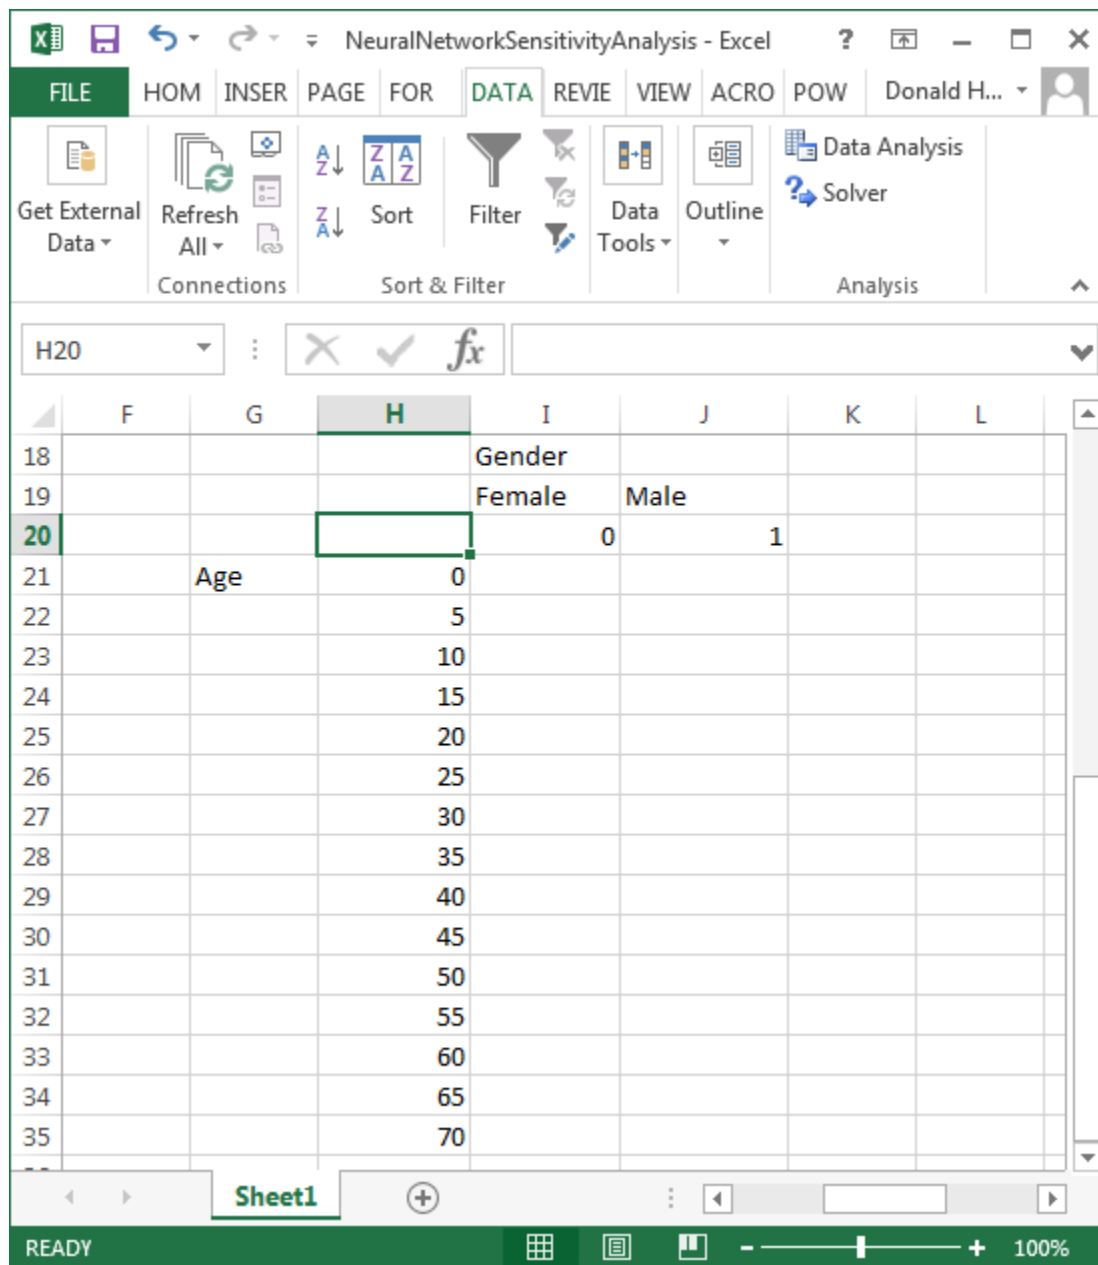 NeuralNetworkSensitivityAnalysis - Excel ?
FILE HOM INSER PAGE FOR DATA REVIE VIEW ACRO POW Donald H...
Get External Data
Refresh All
Sort
Filter
Data Tools
Outline
Data Analysis
Solver
Connections Sort & Filter Analysis
H20 fx
F G H I J K L
18 Gender
19 Female Male
20 0 1
21 Age 0
22 5
23 10
24 15
25 20
26 25
27 30
28 35
29 40
30 45
31 50
32 55
33 60
34 65
35 70
Sheet1
READY 100%